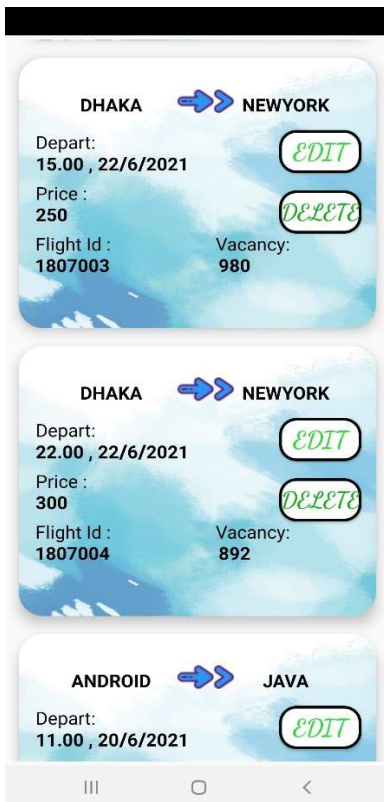 DHAKA NEWYORK
Depart:
15.00 , 22/6/2021
EDIT
Price :
250
DELETE
Flight Id : Vacancy:
1807003 980
DHAKA NEWYORK
Depart:
22.00 , 22/6/2021
EDIT
Price :
300
DELETE
Flight Id : Vacancy:
1807004 892
ANDROID JAVA
Depart:
11.00 , 20/6/2021
EDIT